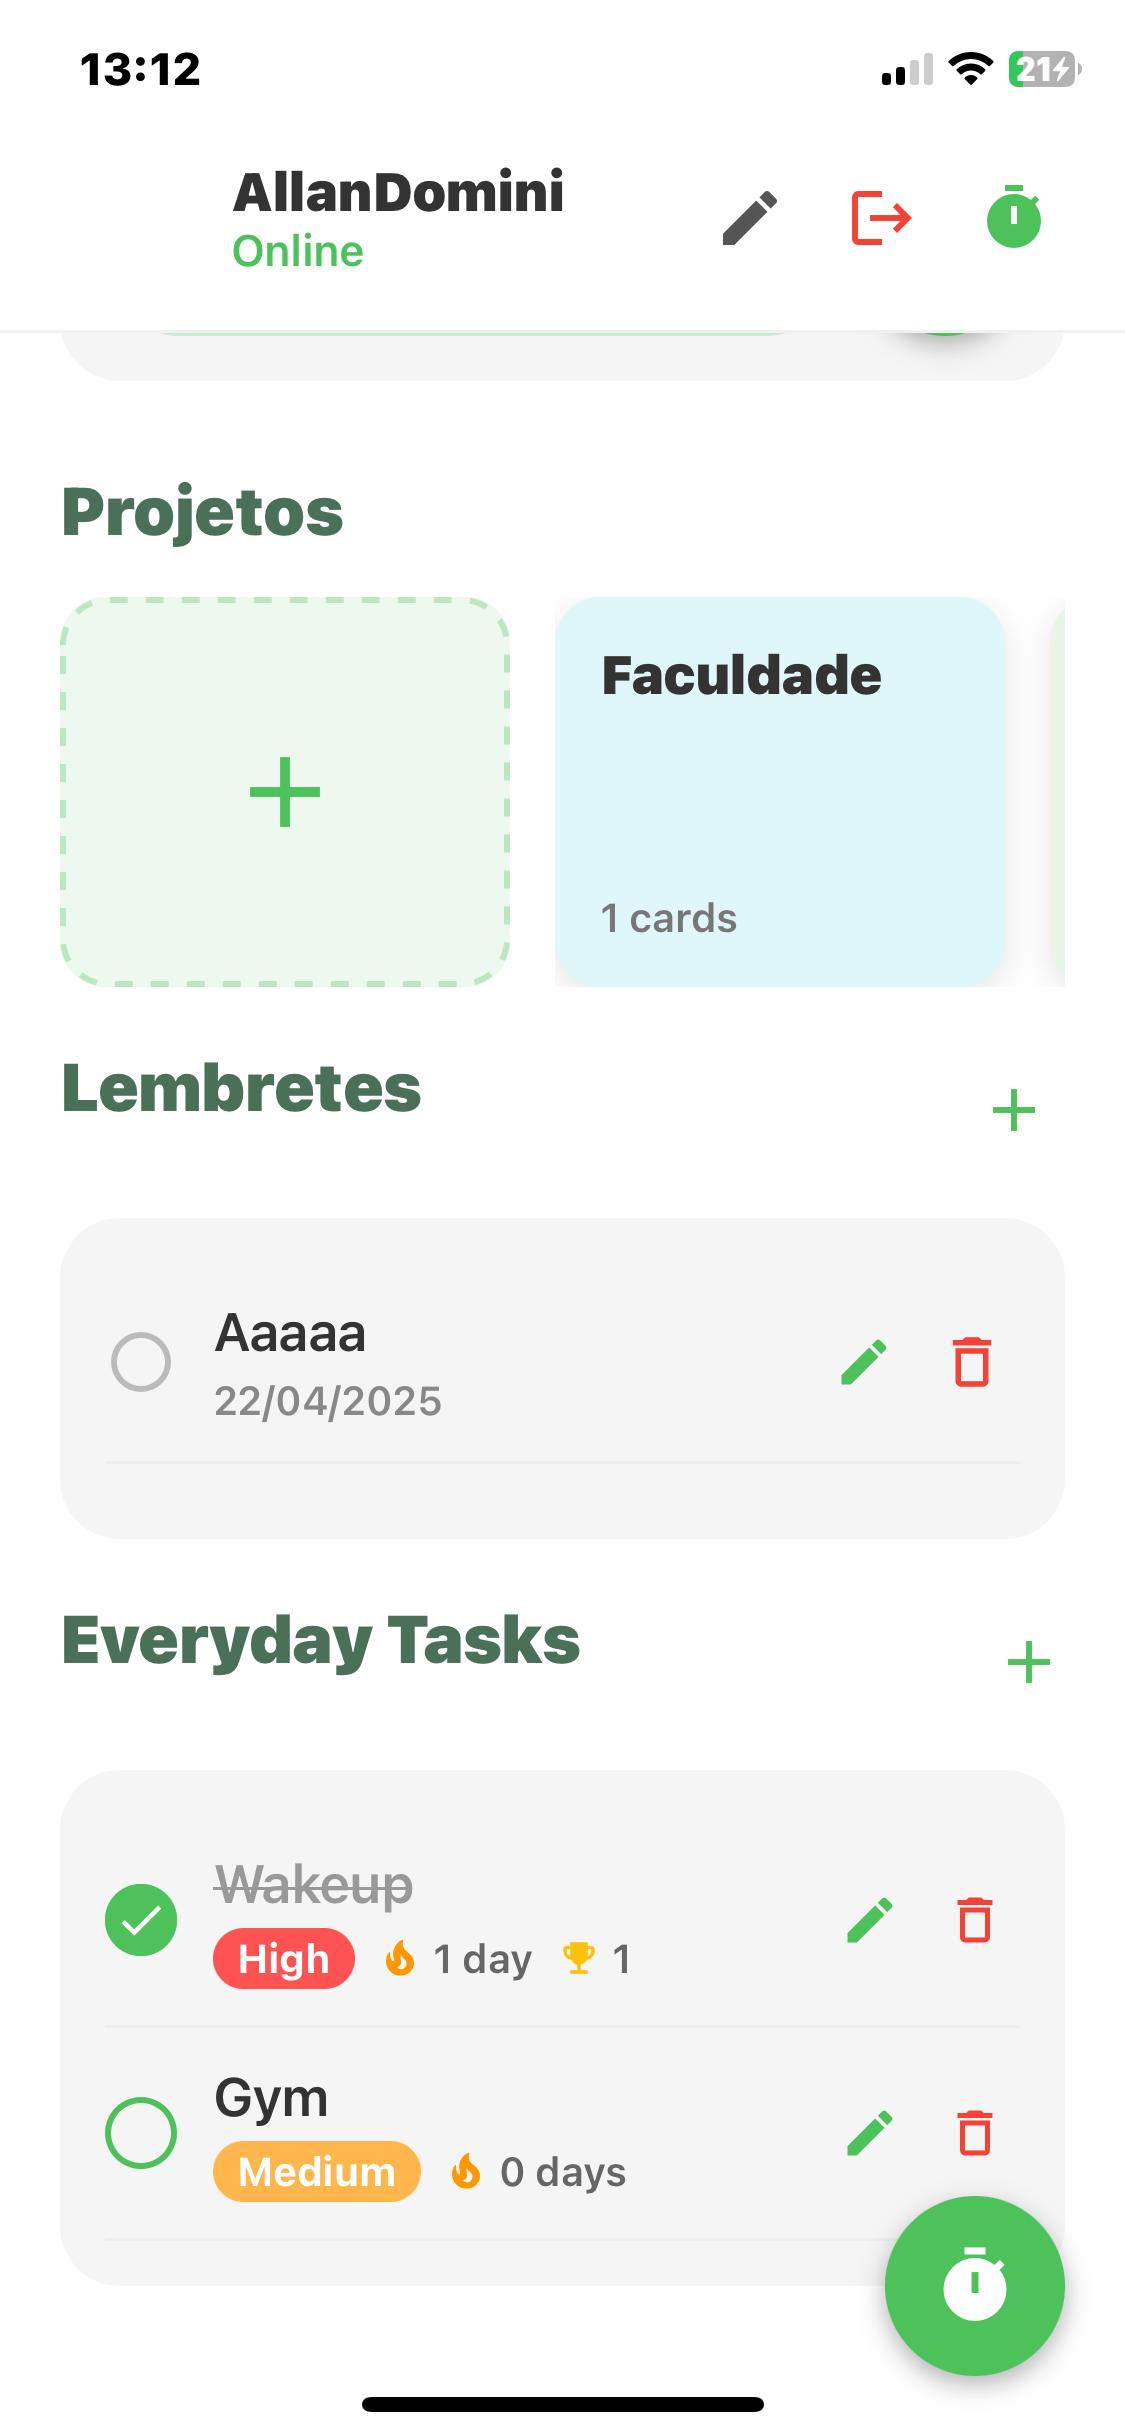 13:12
21
AllanDomini
Online
Projetos
Faculdade
1 cards
Lembretes
Aaaaa
22/04/2025
Everyday Tasks
Wakeup
High 1 day 1
Gym
Medium 0 days